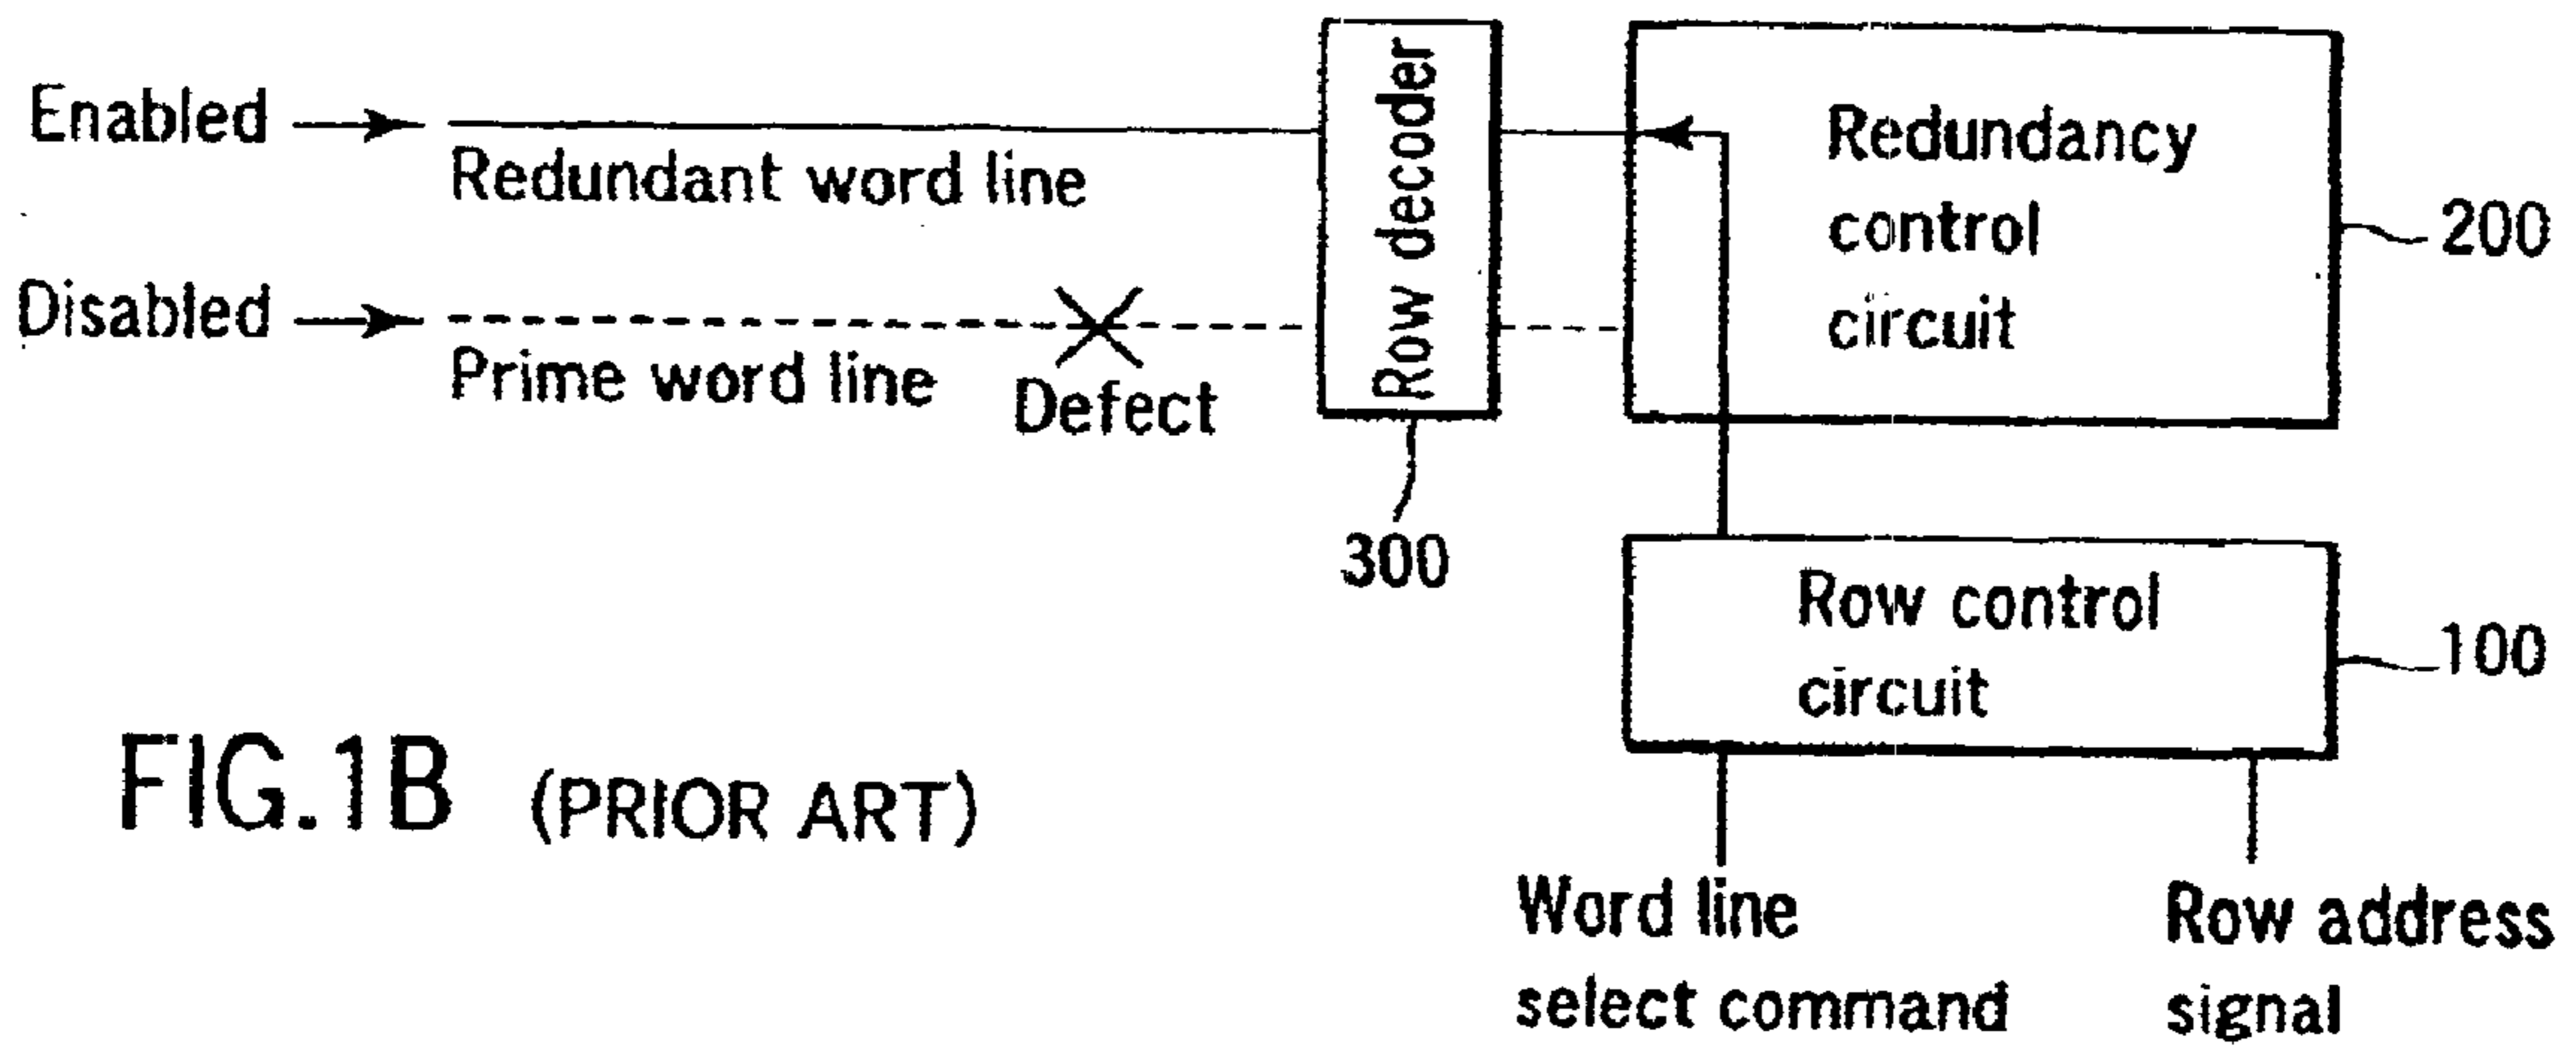 Enabled
Redundant word line
Disabled
Prime word line
Defect
Row decoder
300
Redundancy
control
circuit
200
Row control
circuit
100
Word line
select command
Row address
signal
FIG.1B (PRIOR ART)